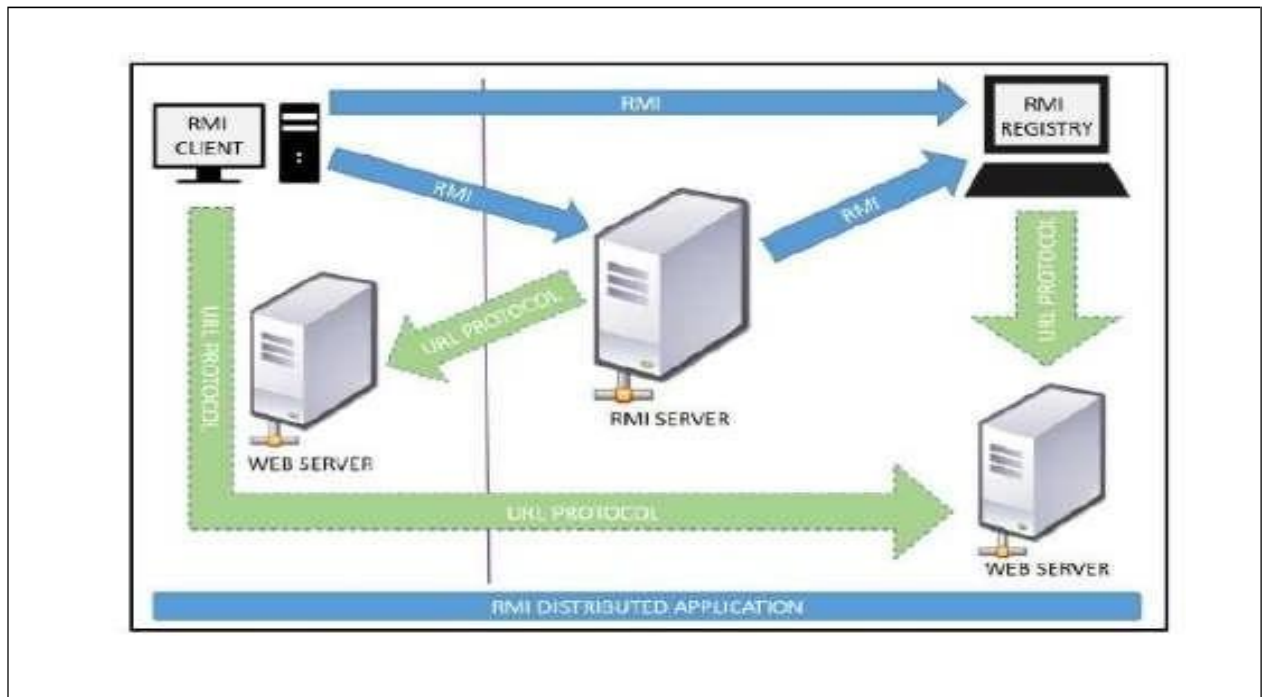 RMI
CLIENT
RMI
RMI
REGISTRY
RMI
RMI
URL PROTOCOL
URL PROTOCOL
URL PROTOCOL
RMI SERVER
WEB SERVER
URL PROTOCOL
WEB SERVER
RMI DISTRIBUTED APPLICATION